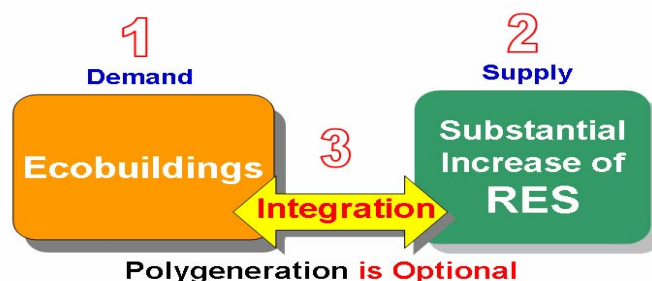 1
Demand
Ecobuildings
2
Supply
Substantial
Increase of
RES
3
Integration
Polygeneration is Optional